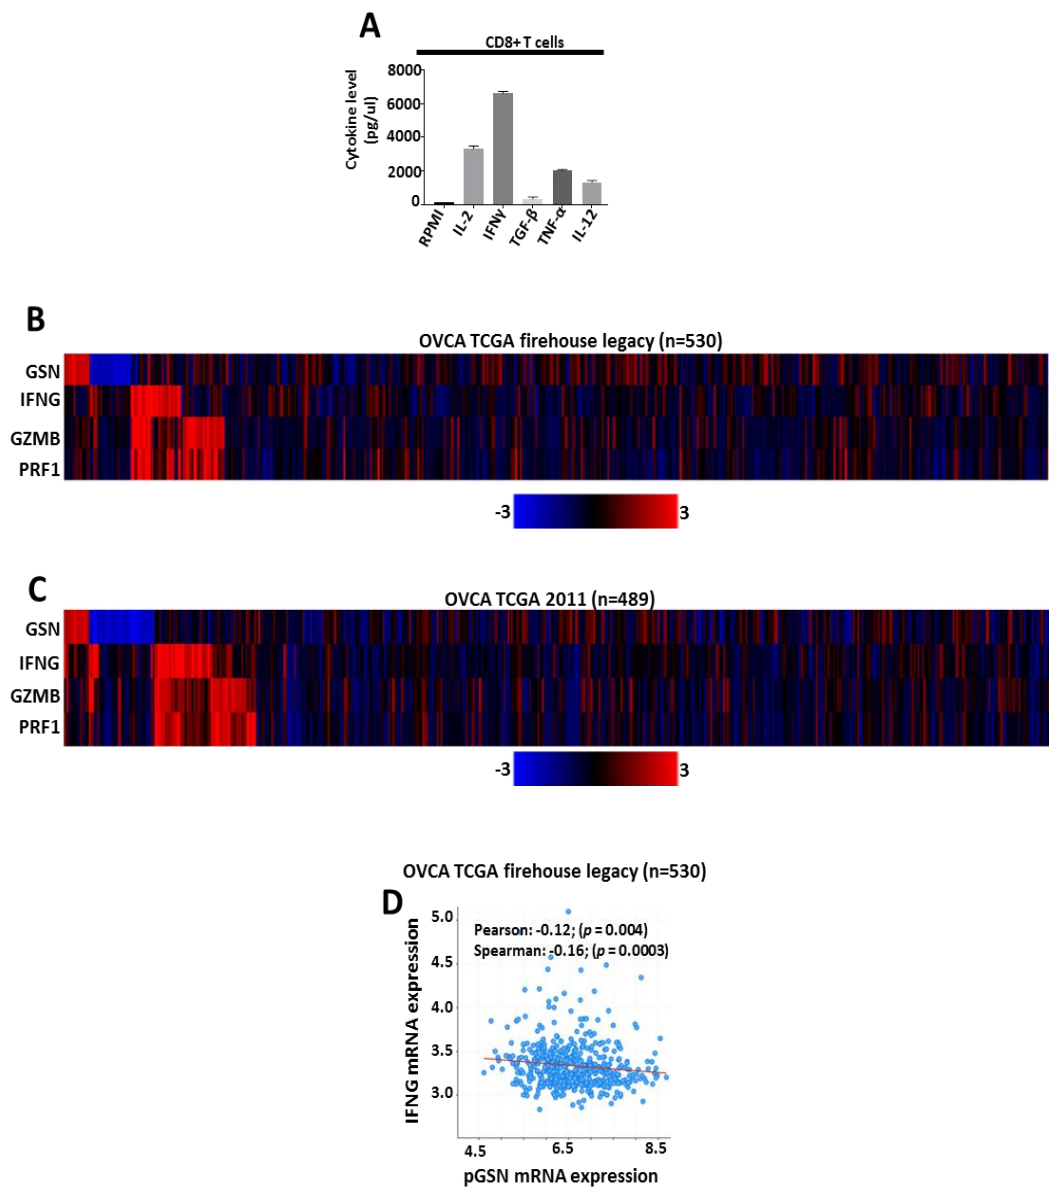 A
CD8+ T cells
Cytokine level
(pg/ul)
8000
6000
4000
2000
0
RPMI
IL-2
IFNγ
TGF-β
TNF-α
IL-12
B
OVCA TCGA firehouse legacy (n=530)
GSN
IFNG
GZMB
PRF1
-3
3
C
OVCA TCGA 2011 (n=489)
GSN
IFNG
GZMB
PRF1
-3
3
OVCA TCGA firehouse legacy (n=530)
D
IFNG mRNA expression
5.0
4.5
4.0
3.5
3.0
Pearson: -0.12; (p = 0.004)
Spearman: -0.16; (p = 0.0003)
4.5
6.5
8.5
pGSN mRNA expression